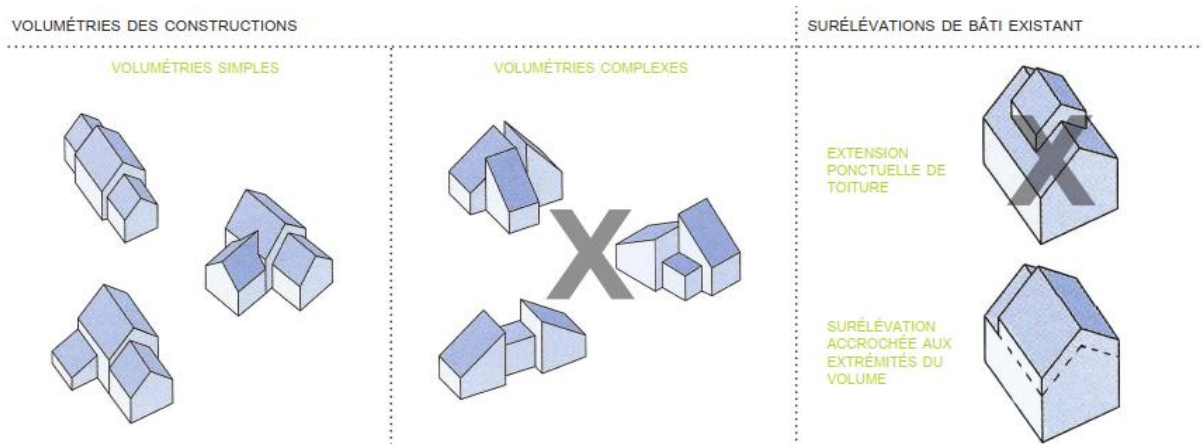 VOLUMÉTRIES DES CONSTRUCTIONS
SURÉLÉVATIONS DE BÂTI EXISTANT
VOLUMÉTRIES SIMPLES
VOLUMÉTRIES COMPLEXES
EXTENSION
PONCTUELLE DE
TOITURE
X
X
SURÉLÉVATION
ACCROCHÉE AUX
EXTRÉMITÉS DU
VOLUME